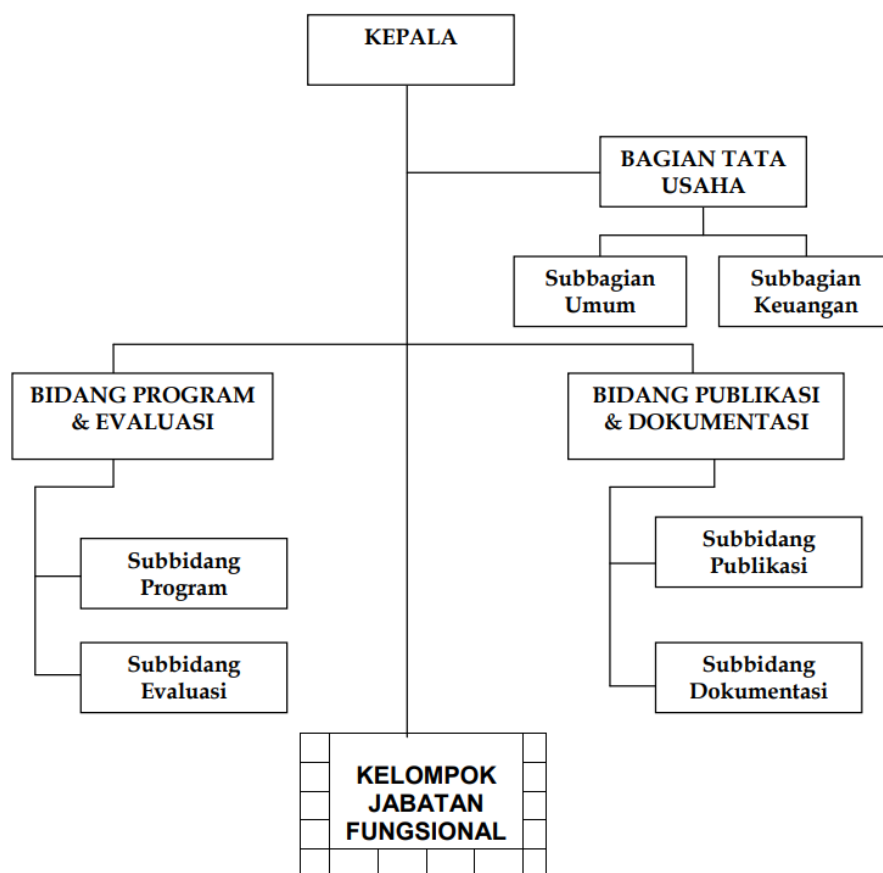 KEPALA
BAGIAN TATA
USAHA
Subbagian
Umum
Subbagian
Keuangan
BIDANG PROGRAM
& EVALUASI
BIDANG PUBLIKASI
& DOKUMENTASI
Subbidang
Program
Subbidang
Publikasi
Subbidang
Evaluasi
Subbidang
Dokumentasi
KELOMPOK
JABATAN
FUNGSIONAL